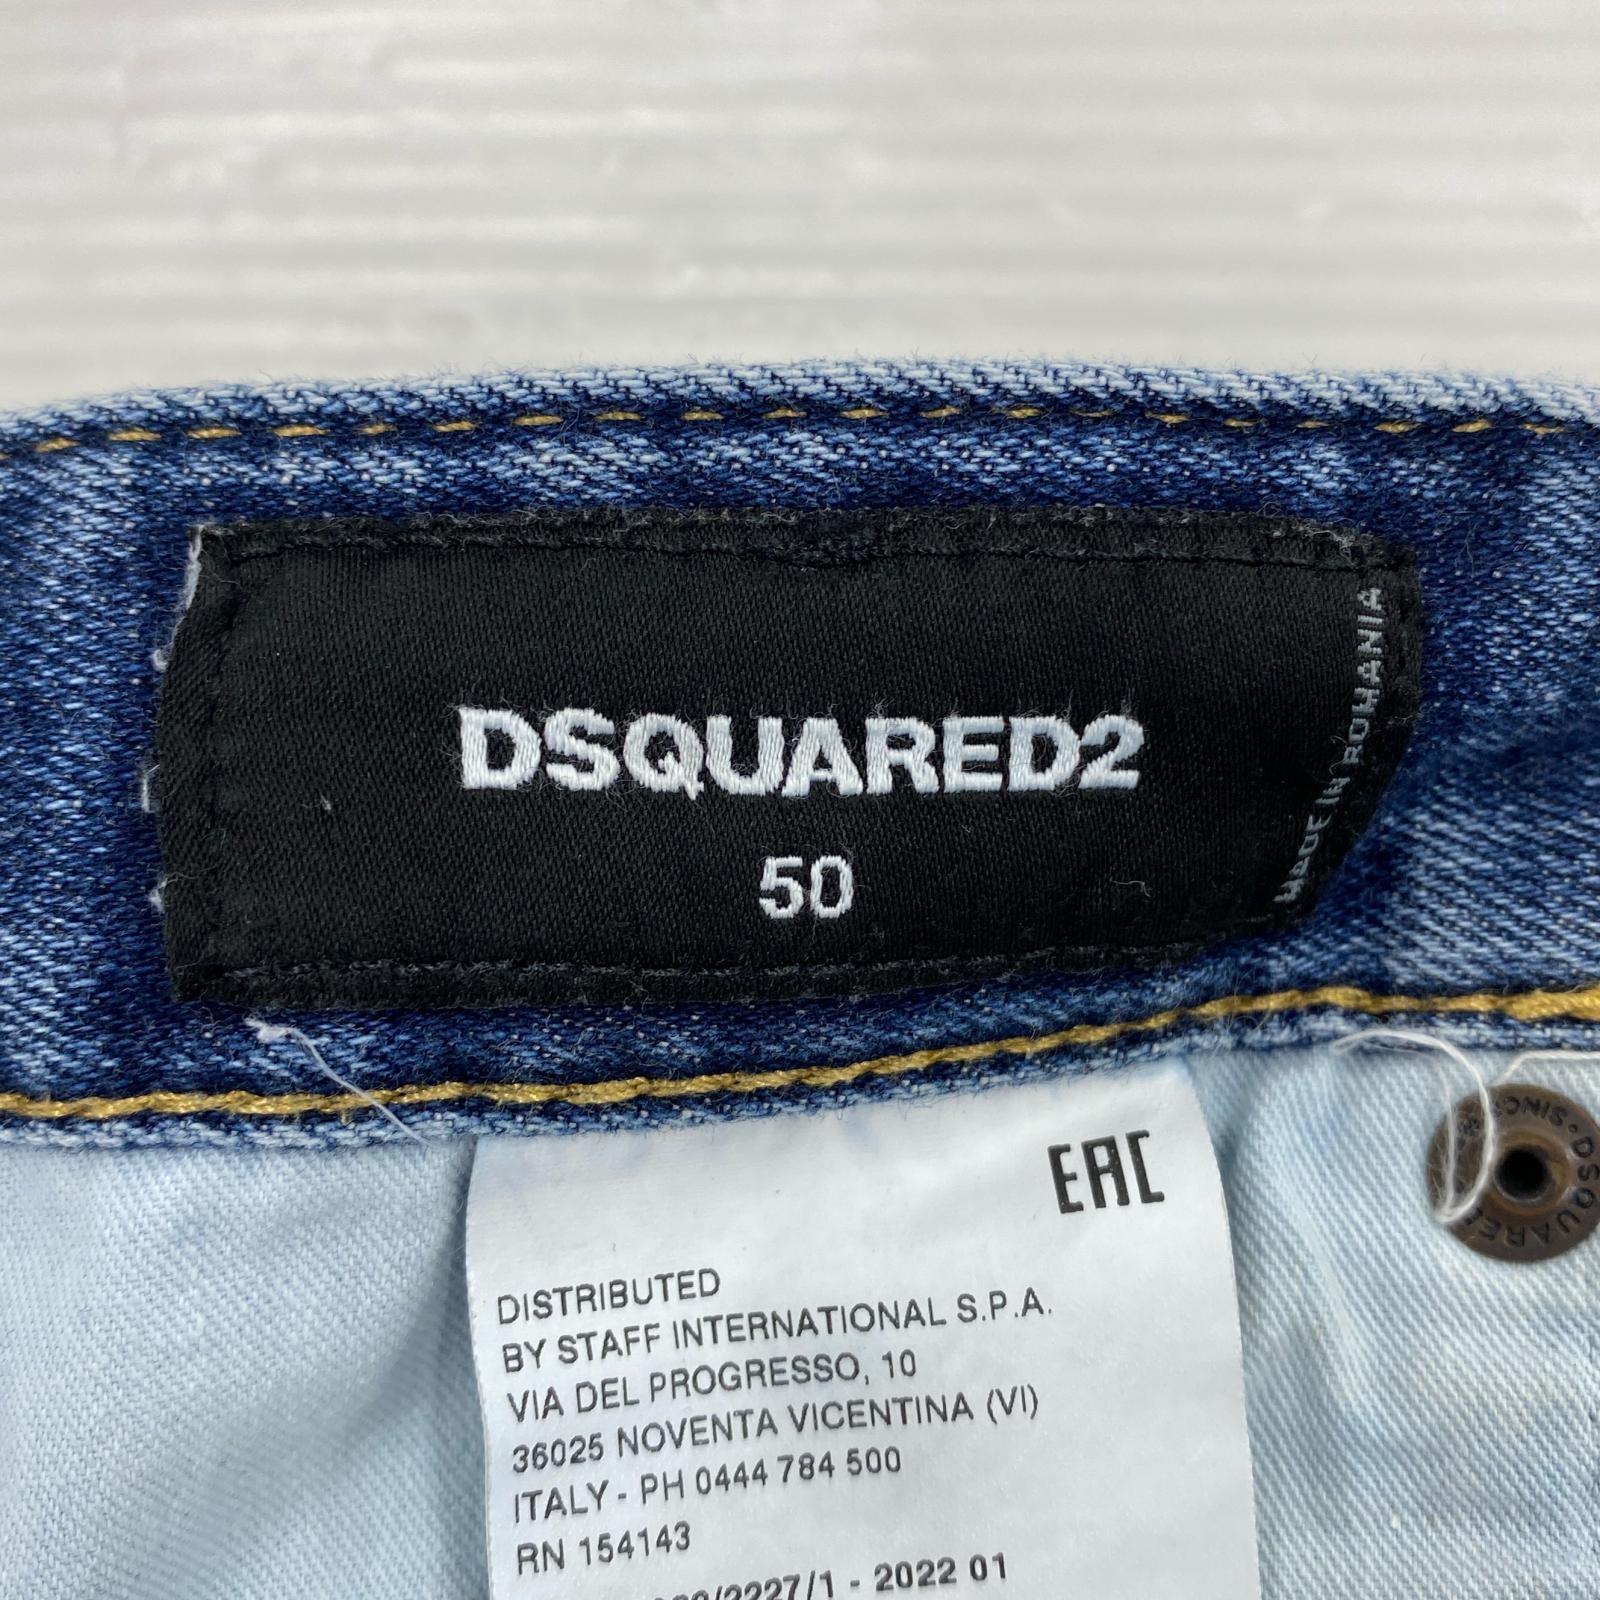 DSQUARED2
50
MADE IN ROMANIA
EAC
DISTRIBUTED
BY STAFF INTERNATIONAL S.P.A.
VIA DEL PROGRESSO, 10
36025 NOVENTA VICENTINA (VI)
ITALY - PH 0444 784 500
RN 154143
- 2022 01